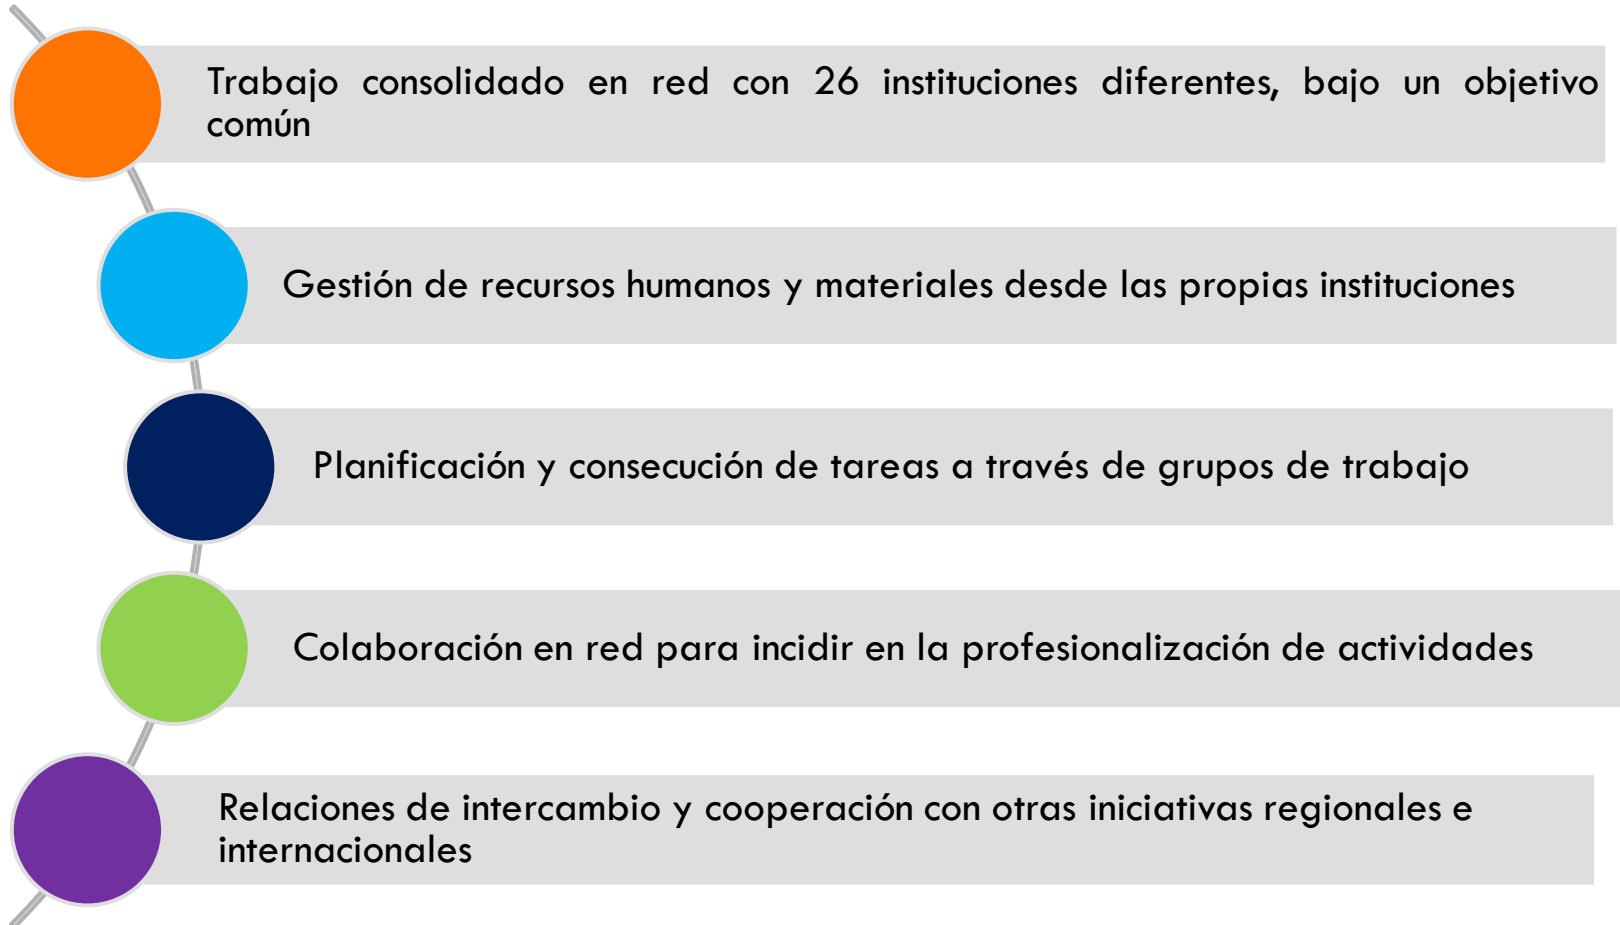 Trabajo consolidado en red con 26 instituciones diferentes, bajo un objetivo
común
Gestión de recursos humanos y materiales desde las propias instituciones
Planificación y consecución de tareas a través de grupos de trabajo
Colaboración en red para incidir en la profesionalización de actividades
Relaciones de intercambio y cooperación con otras iniciativas regionales e
internacionales